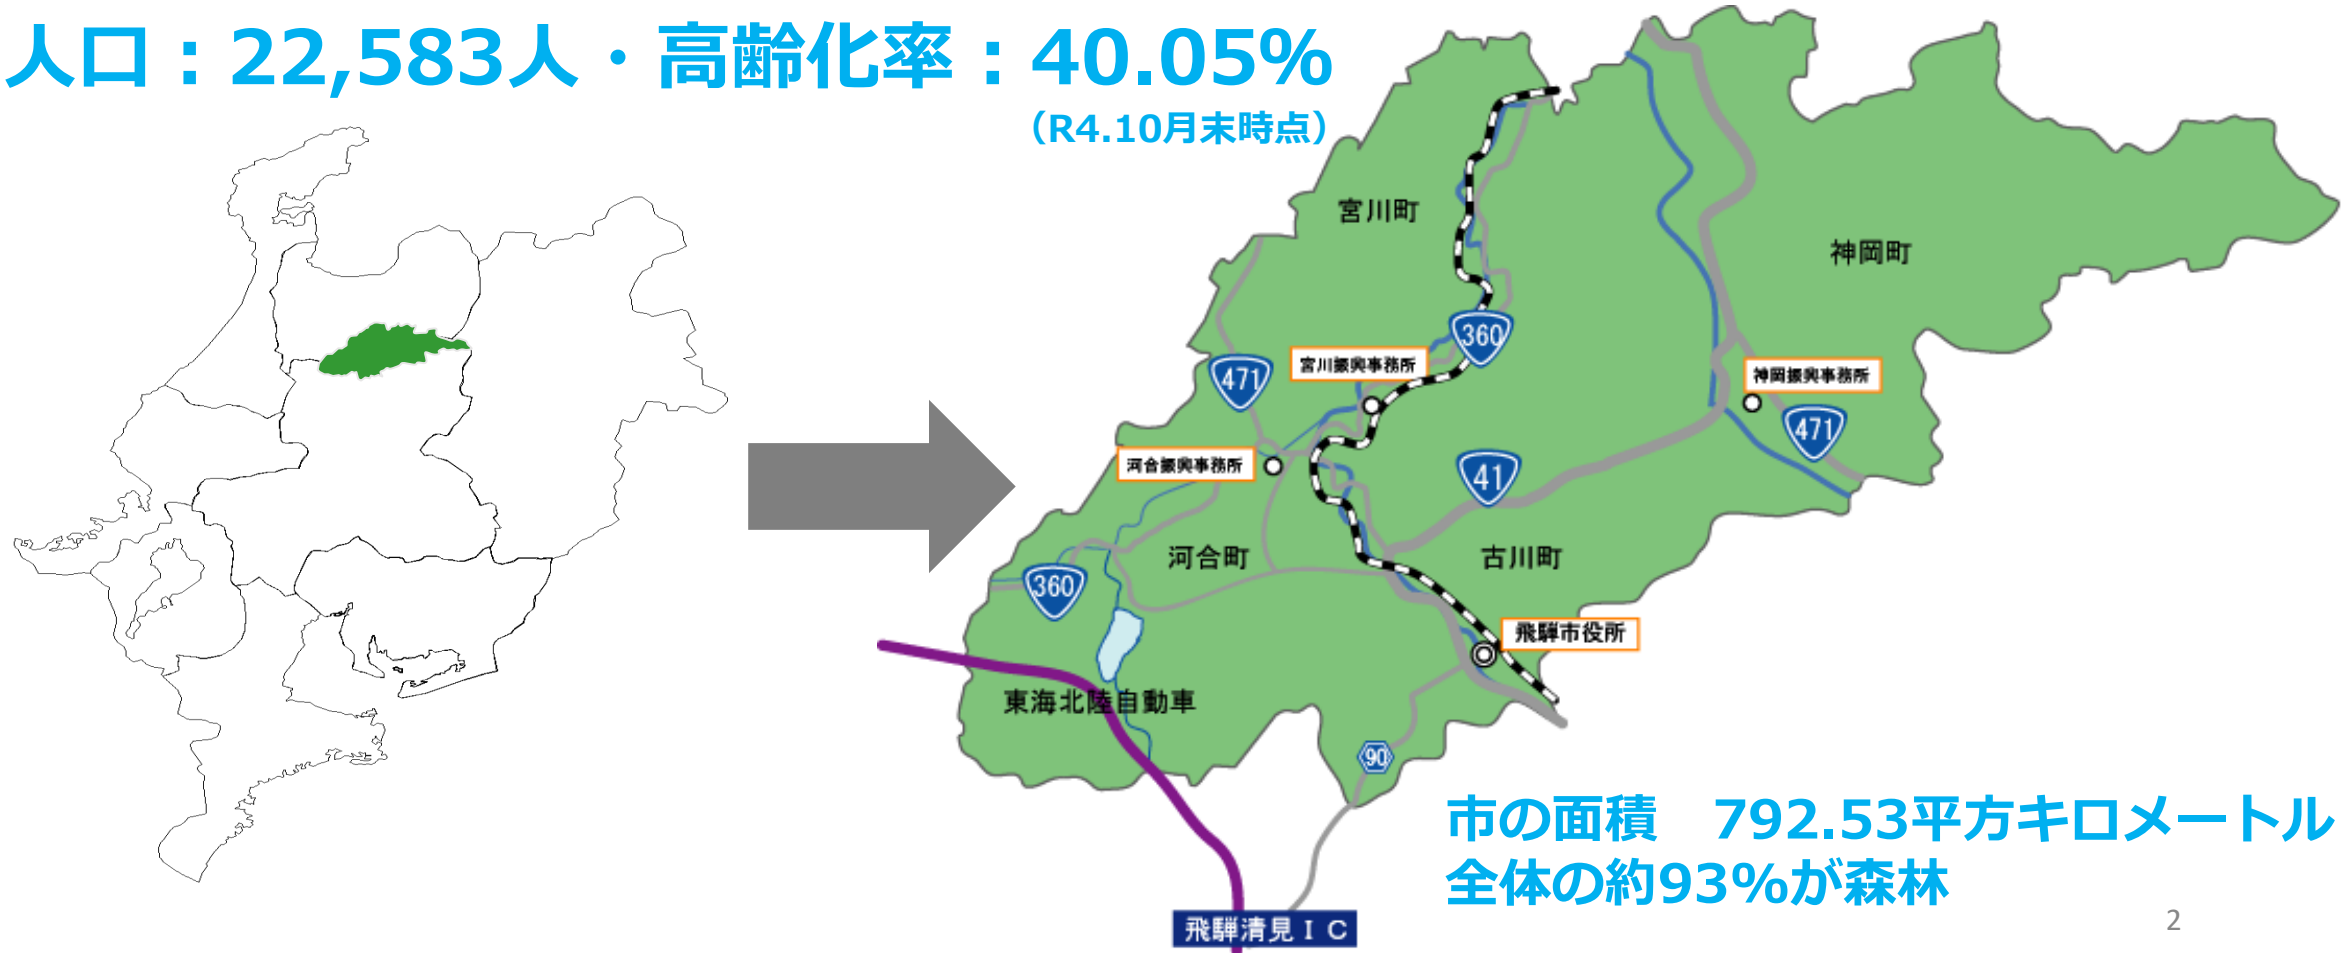 人口：22,583人・高齢化率：40.05%
（R4.10月末時点）
宮川町
神岡町
360
宮川振興事務所
471
神岡振興事務所
471
河合振興事務所
41
河合町
古川町
360
飛騨市役所
東海北陸自動車
90
市の面積　792.53平方キロメートル
全体の約93%が森林
飛騨清見ＩＣ
2